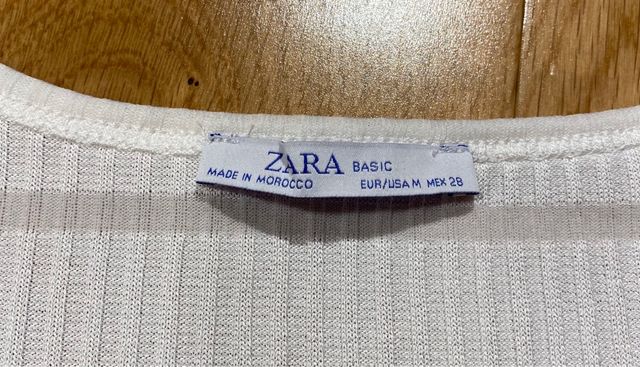 ZARA BASIC
MADE IN MOROCCO EUR/USA M MEX 28